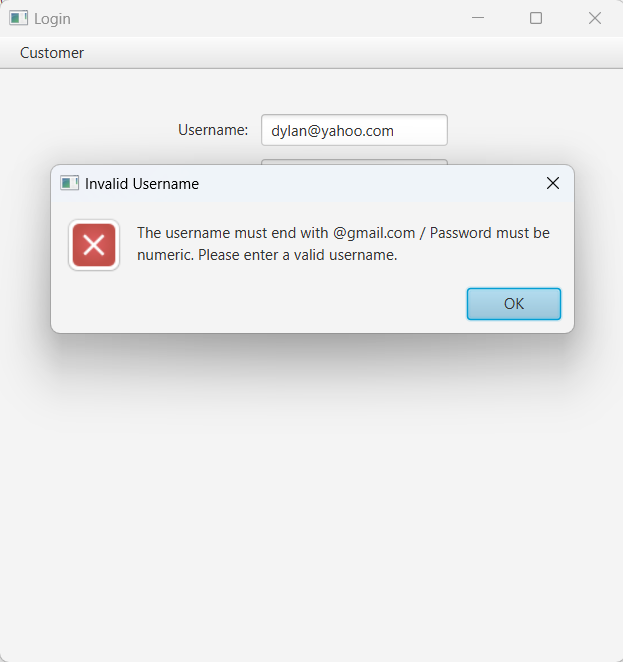 Login
Customer
Username: dylan@yahoo.com
Invalid Username
The username must end with @gmail.com / Password must be
numeric. Please enter a valid username.
OK